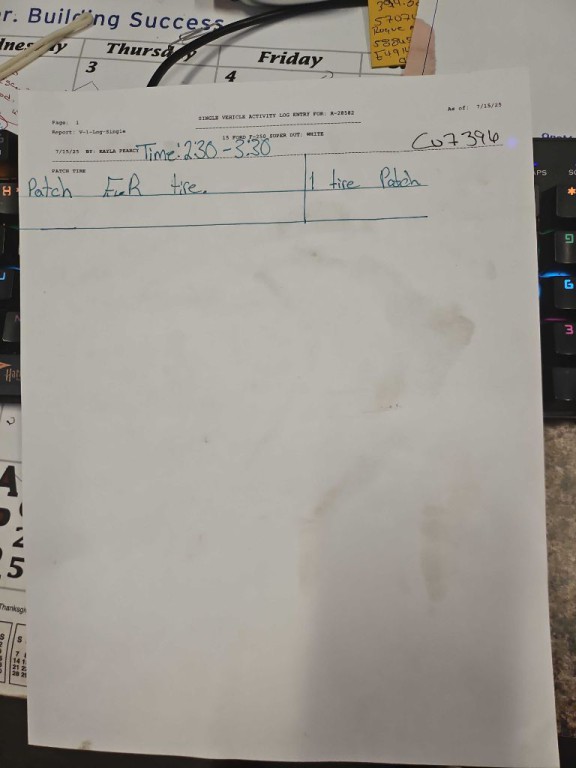 r. Building Success
Thursday
Friday
3
4
Page: 1
Report: V-1-Log-Single
SINGLE VEHICLE ACTIVITY LOG ENTRY FOR: A-20582
As of: 7/15/25
15 FORD F-250 SUPER DUT: WHITE
Cu7396
7/15/25 BY: KAYLA PEARCY
Time: 2:30 - 3:30
PATCH TIRE
Patch F.R tire.
1 tire Patch